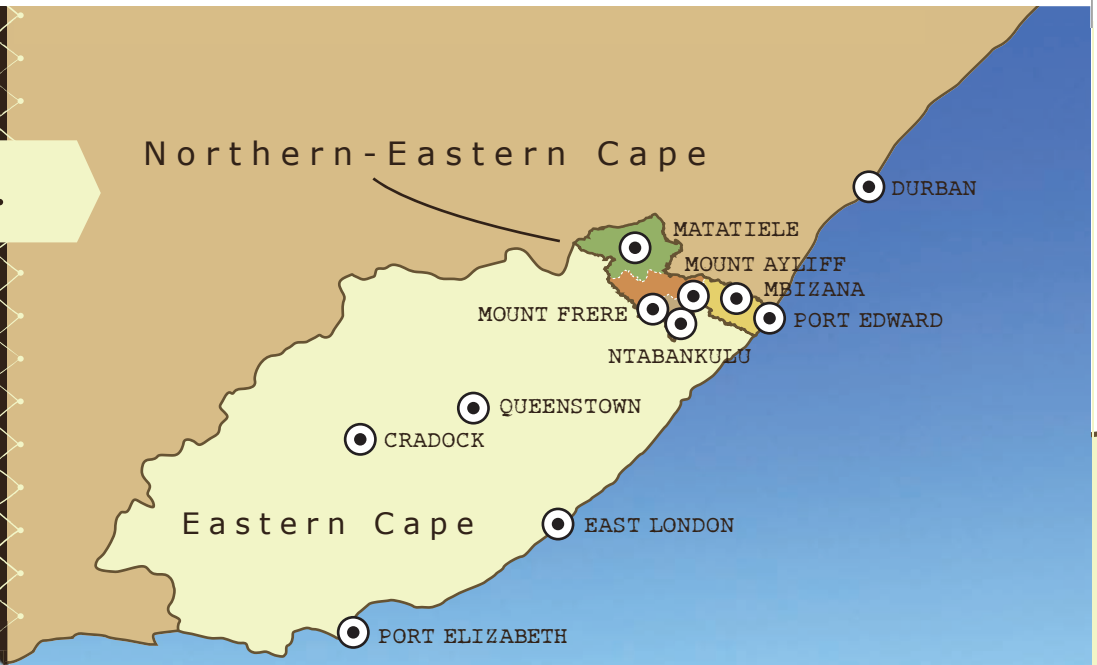 Northern-Eastern Cape
DURBAN
MATATIELE
MOUNT AYLIFF
MBIZANA
MOUNT FRERE
PORT EDWARD
NTABANKULU
QUEENSTOWN
CRADOCK
Eastern Cape
EAST LONDON
PORT ELIZABETH